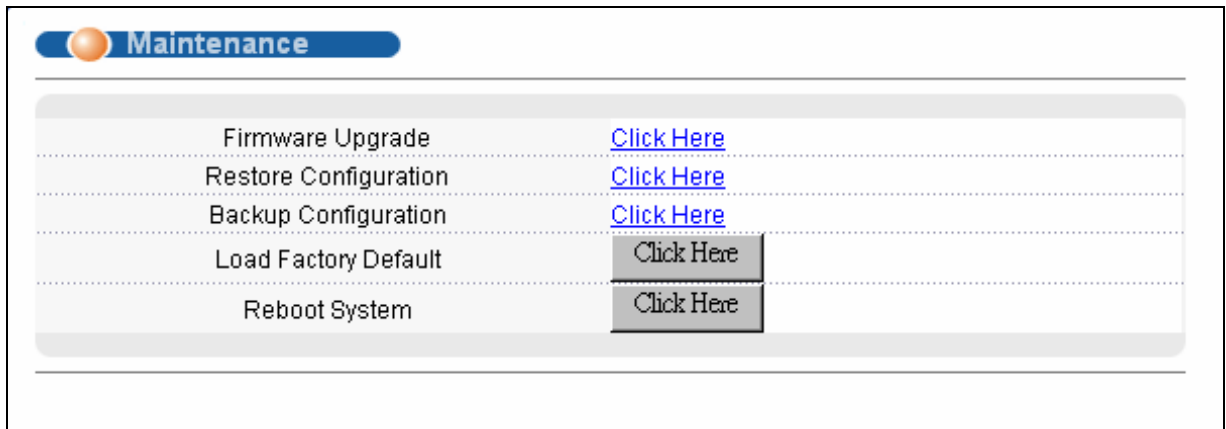 Maintenance
Firmware Upgrade Click Here
Restore Configuration Click Here
Backup Configuration Click Here
Load Factory Default Click Here
Reboot System Click Here